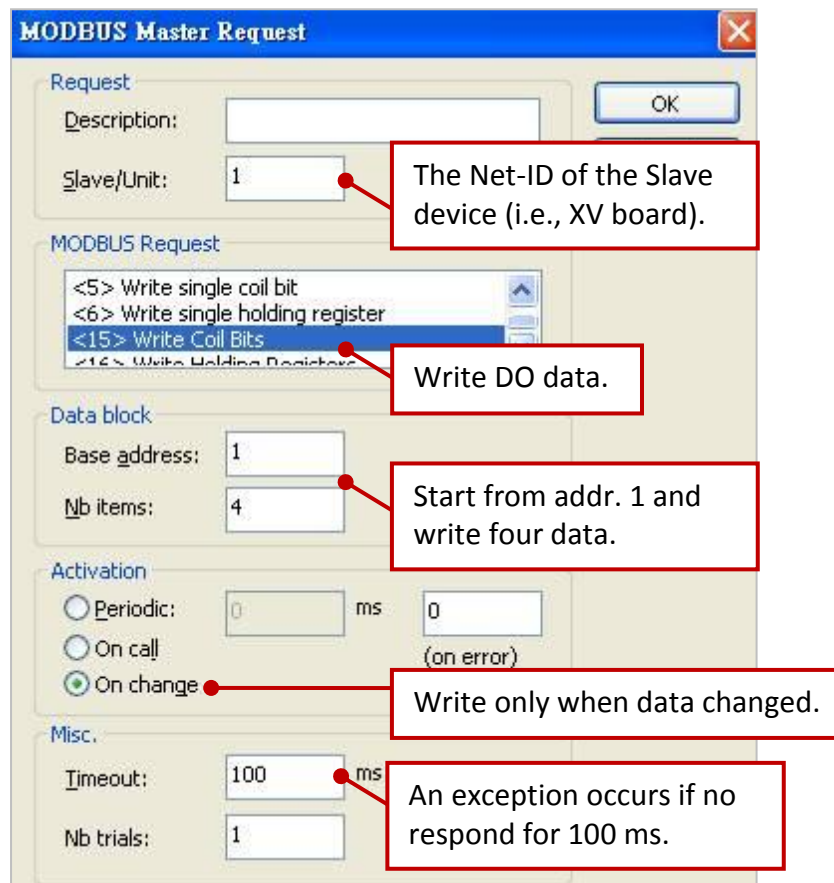 MODBUS Master Request
Request
OK
Description:
Slave/Unit:
1
The Net-ID of the Slave
device (i.e., XV board).
MODBUS Request
<5> Write single coil bit
<6> Write single holding register
<15> Write Coil Bits
<16> Write Holding Registers
Write DO data.
Data block
Base address:
1
Nb items:
4
Start from addr. 1 and
write four data.
Activation
Periodic:
0
ms
0
On call
(on error)
On change
Write only when data changed.
Misc.
Timeout:
100
ms
An exception occurs if no
respond for 100 ms.
Nb trials:
1